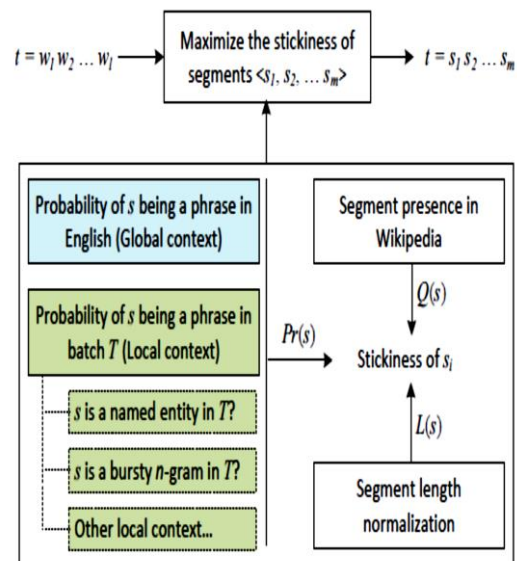 t = w₁ w₂ … wₗ
Maximize the stickiness of
segments <s₁, s₂, … sₘ>
t = s₁ s₂ … sₘ
Probability of s being a phrase in
English (Global context)
Probability of s being a phrase in
batch T (Local context)
s is a named entity in T?
s is a bursty n-gram in T?
Other local context...
Pr(s)
Segment presence in
Wikipedia
Q(s)
Stickiness of sᵢ
L(s)
Segment length
normalization